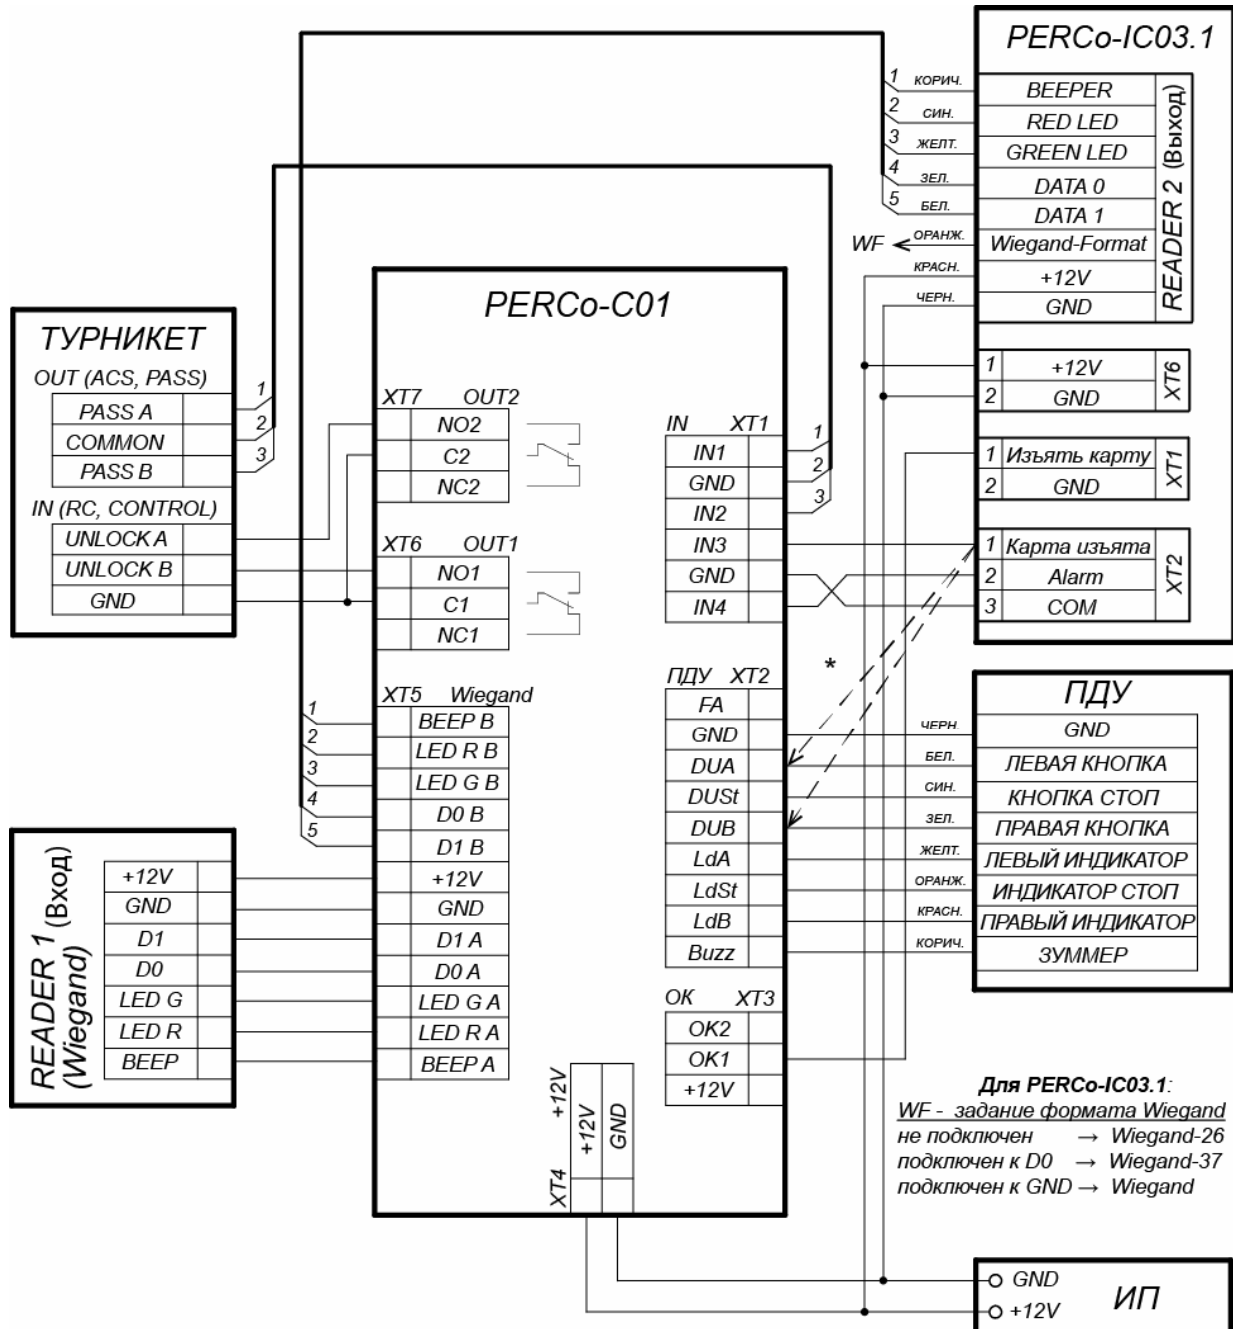 PERCo-IC03.1
1 КОРИЧ. BEEPER
2 СИН. RED LED
3 ЖЕЛТ. GREEN LED
4 ЗЕЛ. DATA 0
5 БЕЛ. DATA 1
WF ОРАНЖ. Wiegand-Format
КРАСН. +12V
ЧЕРН. GND
READER 2 (Выход)
1 +12V
2 GND
XT6
1 Изъять карту
2 GND
XT1
1 Карта изъята
2 Alarm
3 COM
XT2
ТУРНИКЕТ
OUT (ACS, PASS)
PASS A 1
COMMON 2
PASS B 3
IN (RC, CONTROL)
UNLOCK A
UNLOCK B
GND
PERCo-C01
XT7 OUT2
NO2
C2
NC2
XT6 OUT1
NO1
C1
NC1
XT5 Wiegand
1 BEEP B
2 LED R B
3 LED G B
4 D0 B
5 D1 B
+12V
GND
D1 A
D0 A
LED G A
LED R A
BEEP A
IN XT1
IN1 1
GND 2
IN2 3
IN3
GND
IN4
*
ПДУ XT2
FA
GND
DUA
DUSt
DUB
LdA
LdSt
LdB
Buzz
OK XT3
OK2
OK1
+12V
XT4 +12V
+12V
GND
READER 1 (Вход)
(Wiegand)
+12V
GND
D1
D0
LED G
LED R
BEEP
ПДУ
ЧЕРН. GND
БЕЛ. ЛЕВАЯ КНОПКА
СИН. КНОПКА СТОП
ЗЕЛ. ПРАВАЯ КНОПКА
ЖЕЛТ. ЛЕВЫЙ ИНДИКАТОР
ОРАНЖ. ИНДИКАТОР СТОП
КРАСН. ПРАВЫЙ ИНДИКАТОР
КОРИЧ. ЗУММЕР
Для PERCo-IC03.1:
WF - задание формата Wiegand
не подключен → Wiegand-26
подключен к D0 → Wiegand-37
подключен к GND → Wiegand
GND
+12V
ИП